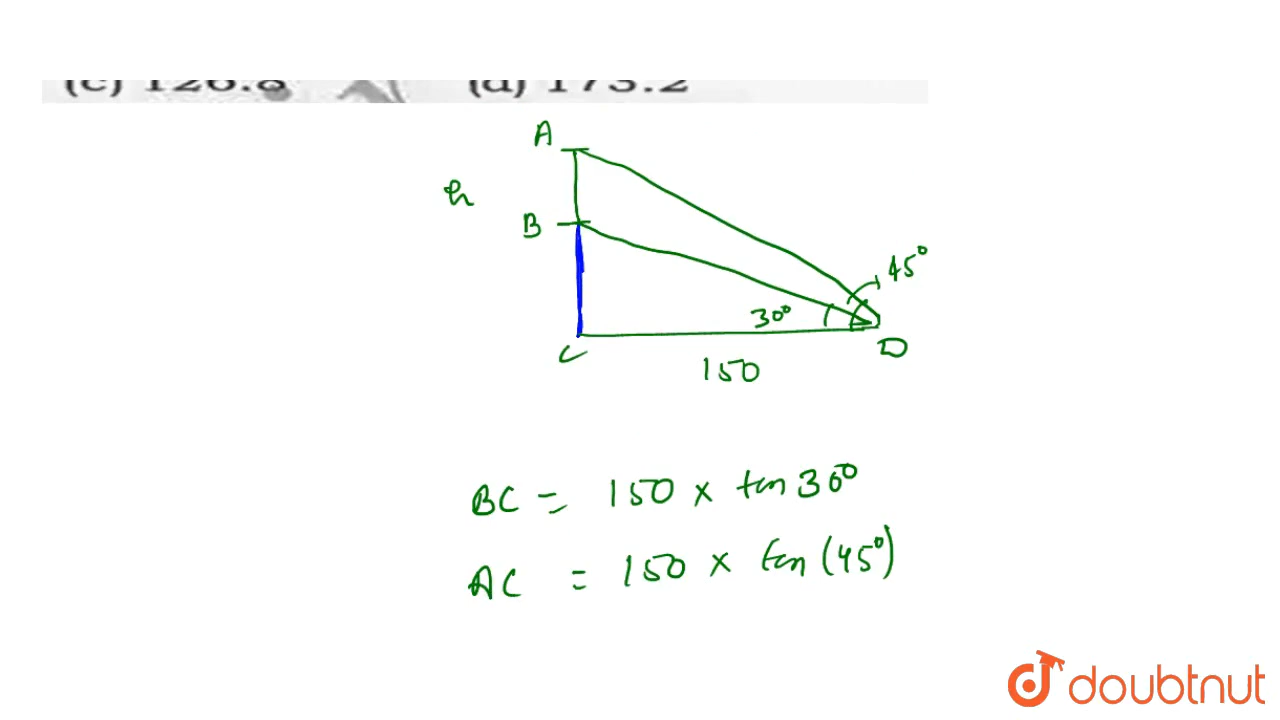 (c) 126.8 (d) 173.2
A
h
B
45°
30°
C
D
150
BC = 150 × tan 30°
AC = 150 × tan (45°)
doubtnut